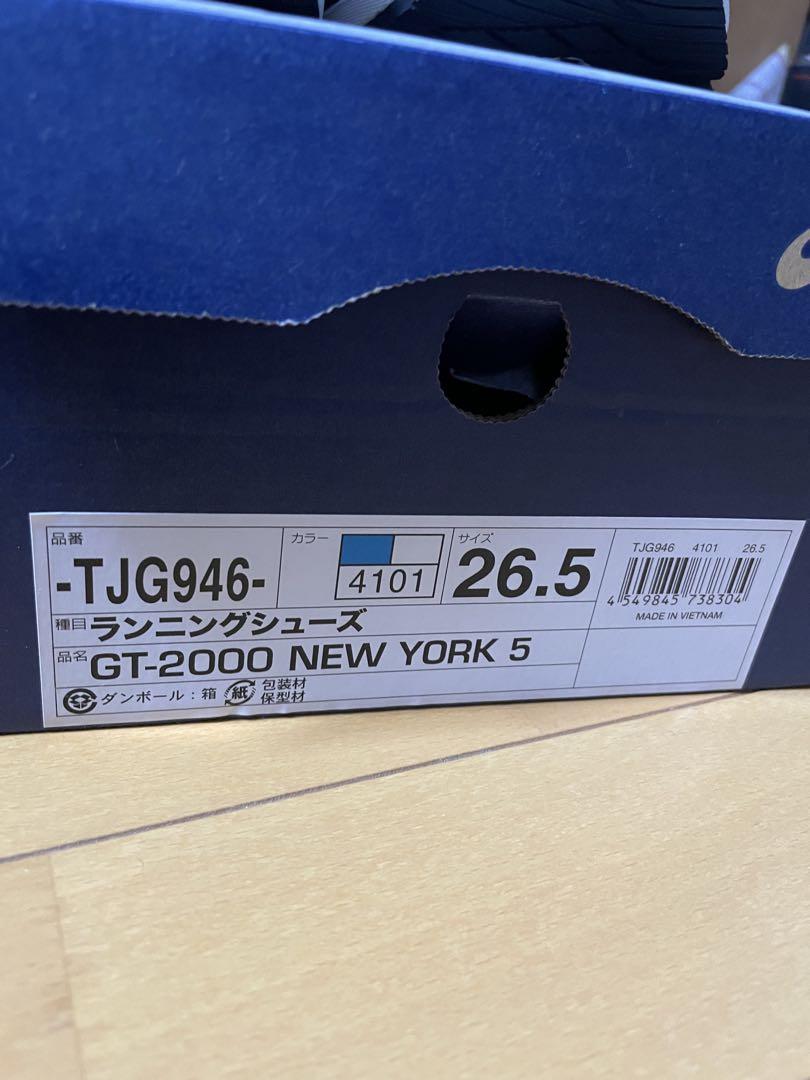 品番
-TJG946-
カラー
4101
サイズ
26.5
TJG946 4101 26.5
4 549845 738304
MADE IN VIETNAM
種目 ランニングシューズ
品名 GT-2000 NEW YORK 5
ダンボール：箱 紙 包装材
保型材